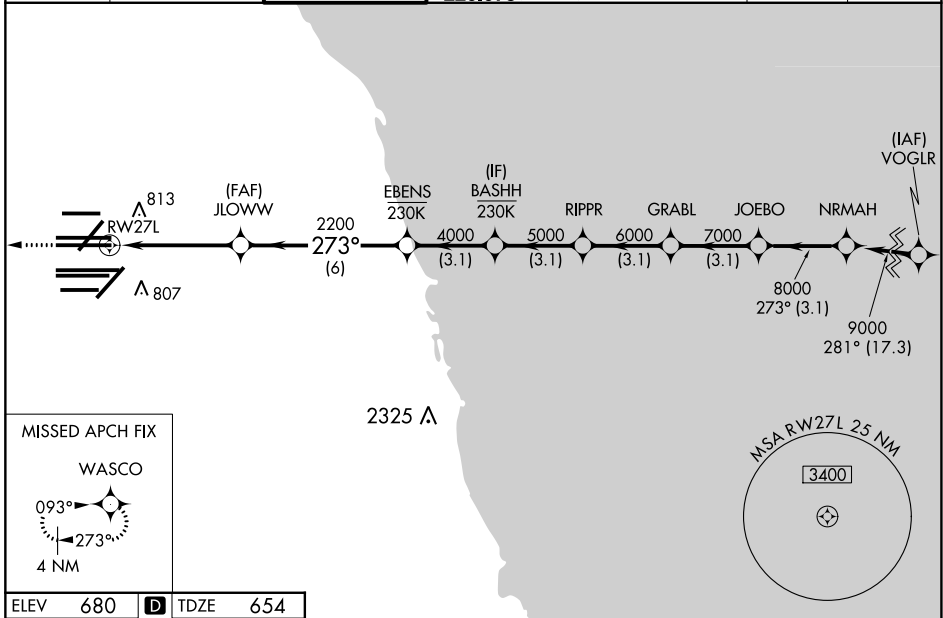 (IAF)
VOGLR
(IF)
813
(FAF)
EBENS
BASHH
RW27L
JLOWW
230K
230K
RIPPR
GRABL
JOEBO
NRMAH
2200
4000
5000
6000
7000
273°
(6)
(3.1)
(3.1)
(3.1)
(3.1)
807
8000
273° (3.1)
9000
281° (17.3)
2325
MISSED APCH FIX
WASCO
093°
273°
4 NM
MSA RW27L 25 NM
3400
ELEV 680 D TDZE 654